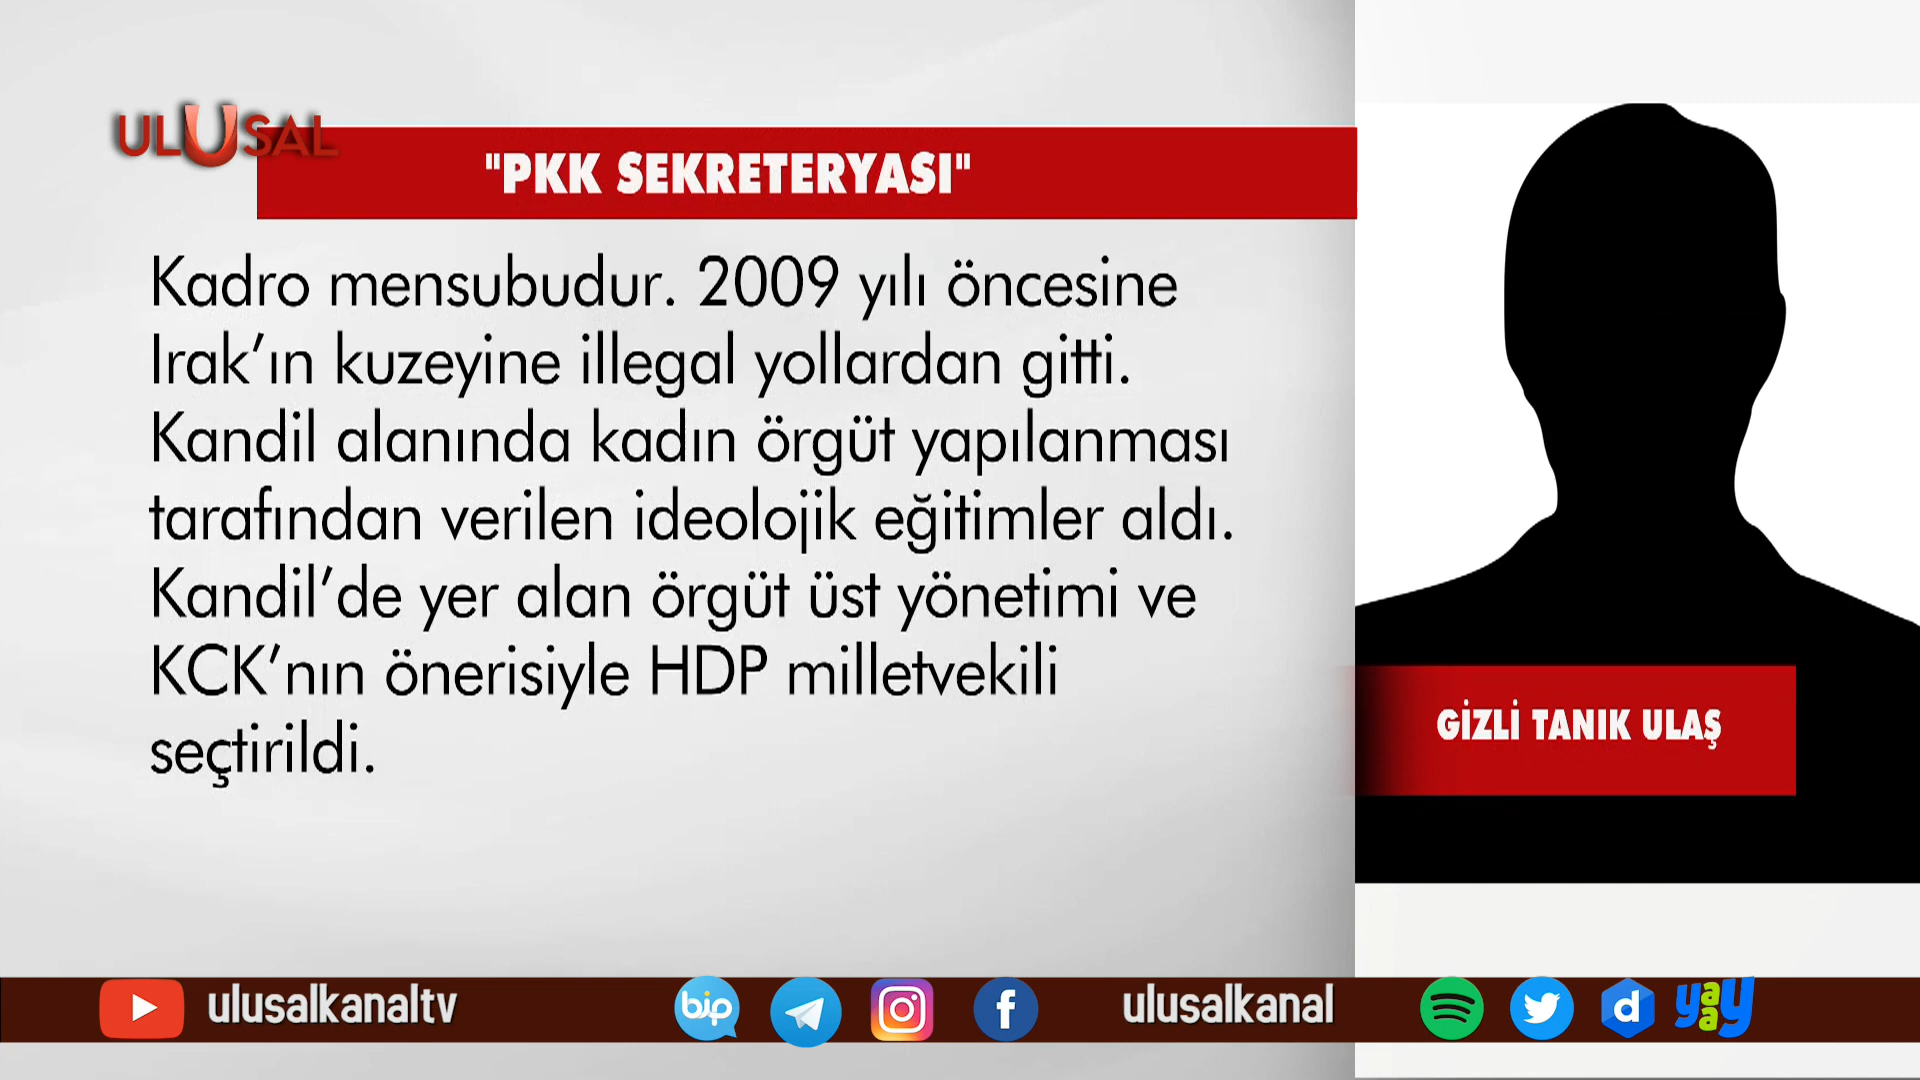 ULUSAL
"PKK SEKRETERYASI"
Kadro mensubudur. 2009 yılı öncesine
Irak’ın kuzeyine illegal yollardan gitti.
Kandil alanında kadın örgüt yapılanması
tarafından verilen ideolojik eğitimler aldı.
Kandil’de yer alan örgüt üst yönetimi ve
KCK’nın önerisiyle HDP milletvekili
seçtirildi.
GİZLİ TANIK ULAŞ
ulusalkanaltv
bip
ulusalkanal
d
yaay